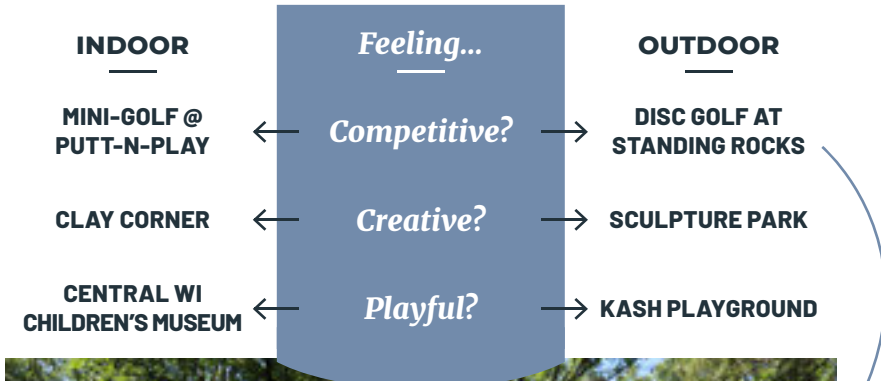 INDOOR
Feeling...
OUTDOOR
MINI-GOLF @
PUTT-N-PLAY
Competitive?
DISC GOLF AT
STANDING ROCKS
CLAY CORNER
Creative?
SCULPTURE PARK
CENTRAL WI
CHILDREN'S MUSEUM
Playful?
KASH PLAYGROUND